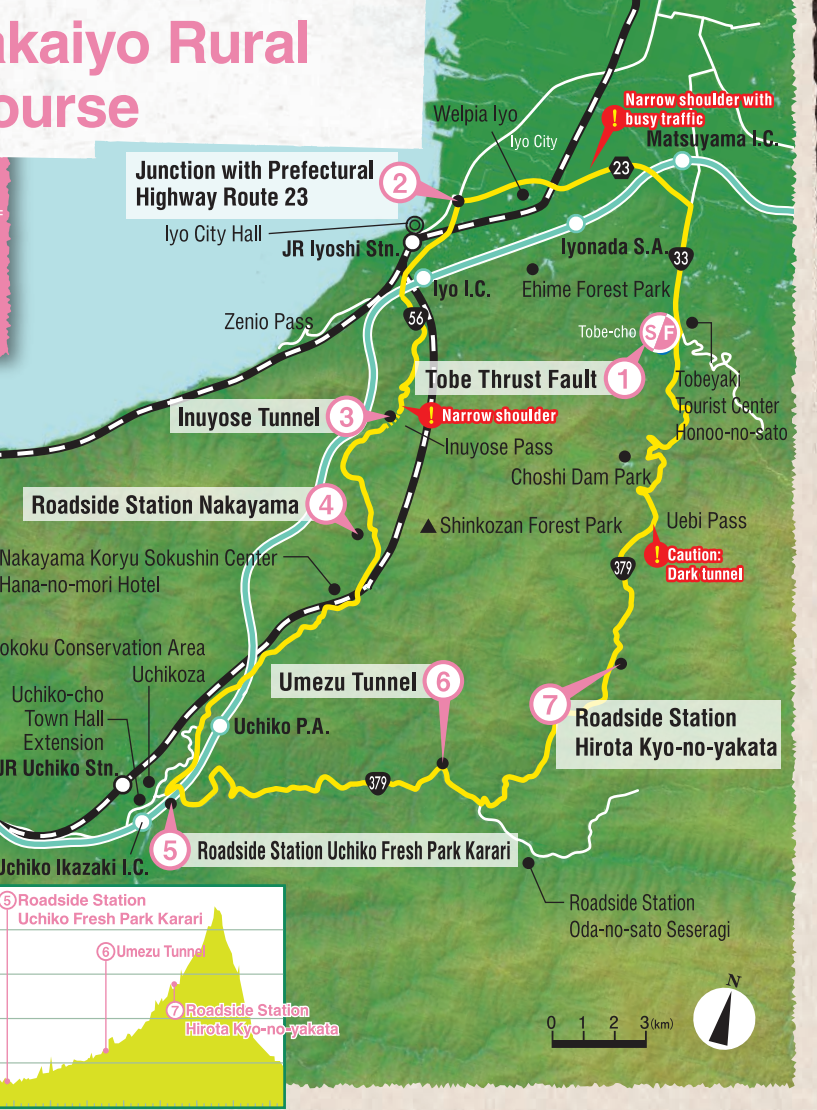 akaiyo Rural
ourse
Junction with Prefectural
Highway Route 23
2
Welpia Iyo
Iyo City
! Narrow shoulder with
busy traffic
Matsuyama I.C.
23
Iyo City Hall
JR Iyoshi Stn.
Iyonada S.A.
33
Iyo I.C.
Ehime Forest Park
Zenio Pass
56
Tobe-cho
S/F
Tobe Thrust Fault 1
Tobeyaki
Tourist Center
Honoo-no-sato
Inuyose Tunnel 3
! Narrow shoulder
Inuyose Pass
Choshi Dam Park
Roadside Station Nakayama 4
Shinkozan Forest Park
Uebi Pass
! Caution:
Dark tunnel
379
Nakayama Koryu Sokushin Center
Hana-no-mori Hotel
okoku Conservation Area
Uchikoza
Uchiko-cho
Town Hall
Extension
JR Uchiko Stn.
Umezu Tunnel 6
7 Roadside Station
Hirota Kyo-no-yakata
Uchiko P.A.
379
Uchiko Ikazaki I.C.
5 Roadside Station Uchiko Fresh Park Karari
Roadside Station
Oda-no-sato Seseragi
5 Roadside Station
Uchiko Fresh Park Karari
6 Umezu Tunnel
7 Roadside Station
Hirota Kyo-no-yakata
0 1 2 3(km)
N